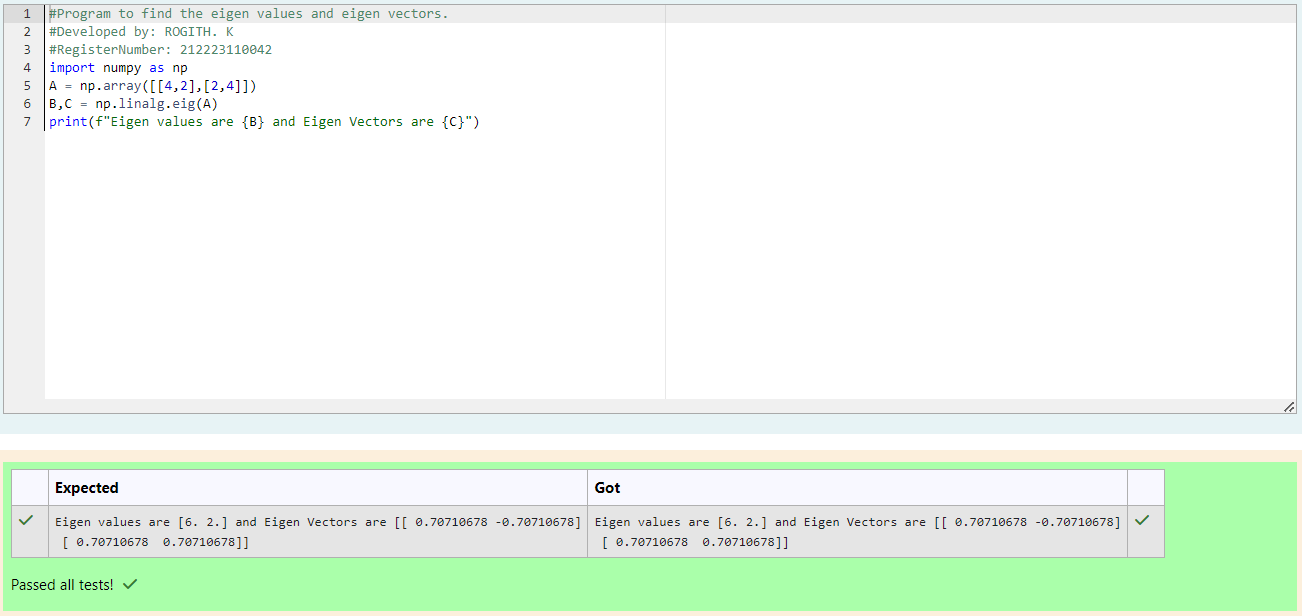 1 #Program to find the eigen values and eigen vectors.
2 #Developed by: ROGITH. K
3 #RegisterNumber: 212223110042
4 import numpy as np
5 A = np.array([[4,2],[2,4]])
6 B,C = np.linalg.eig(A)
7 print(f"Eigen values are {B} and Eigen Vectors are {C}")
Expected Got
Eigen values are [6. 2.] and Eigen Vectors are [[ 0.70710678 -0.70710678] Eigen values are [6. 2.] and Eigen Vectors are [[ 0.70710678 -0.70710678]
[ 0.70710678  0.70710678]] [ 0.70710678  0.70710678]]
Passed all tests!